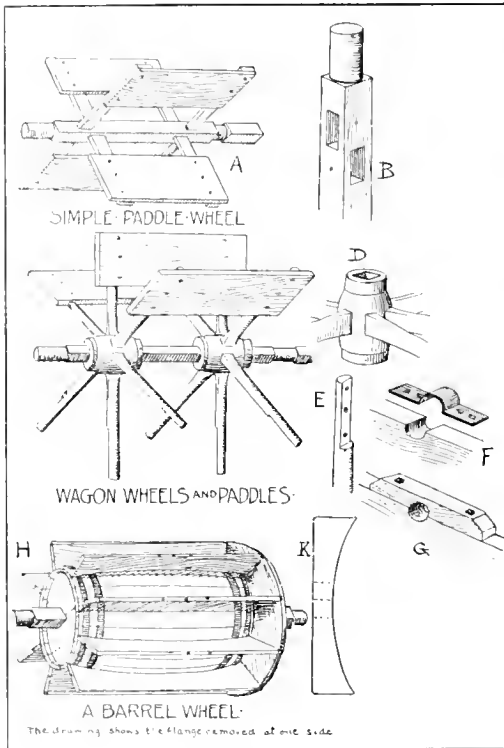 A
B
SIMPLE·PADDLE·WHEEL
D
E
F
WAGON WHEELS AND PADDLES·
G
H
K
A BARREL WHEEL·
The drawing shows the flange removed at one side